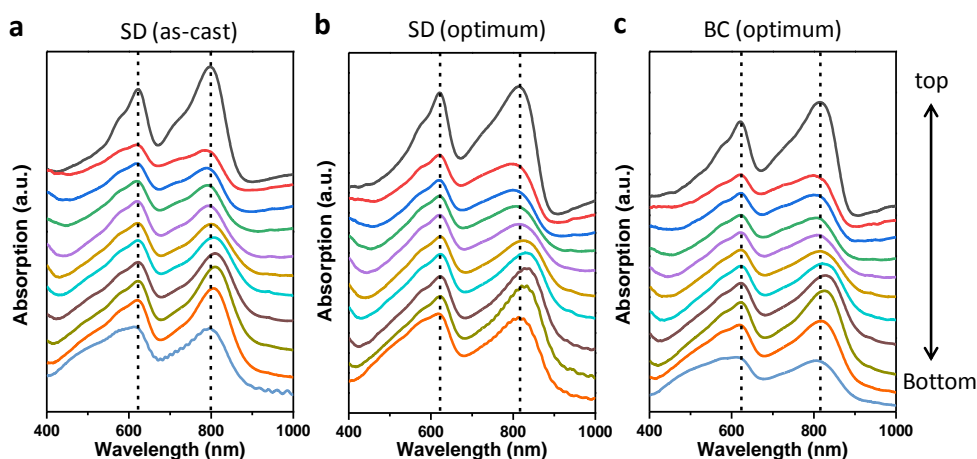 a
SD (as-cast)
b
SD (optimum)
c
BC (optimum)
top
Bottom
Absorption (a.u.)
Absorption (a.u.)
Absorption (a.u.)
400 600 800 1000
400 600 800 1000
400 600 800 1000
Wavelength (nm)
Wavelength (nm)
Wavelength (nm)